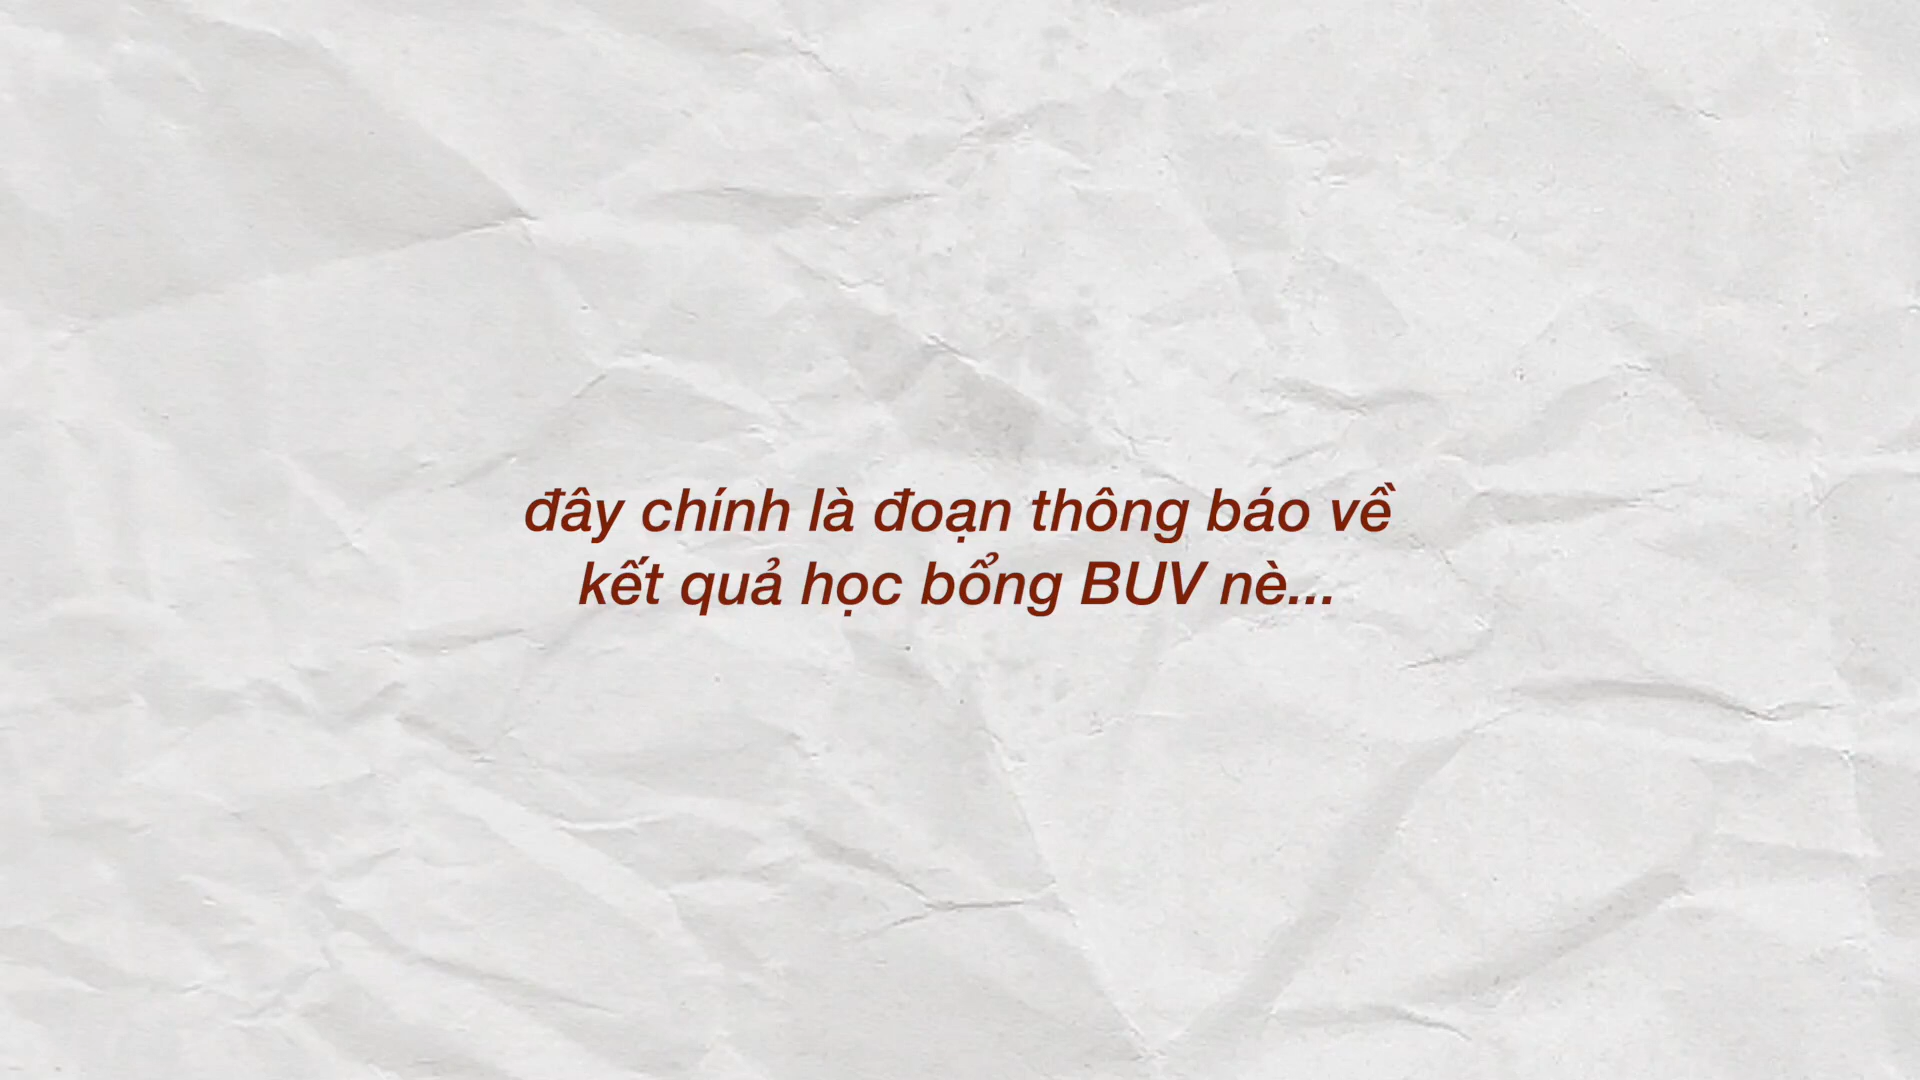 đây chính là đoạn thông báo về
kết quả học bổng BUV nè...